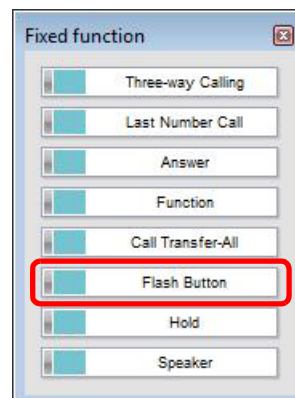 Fixed function
Three-way Calling
Last Number Call
Answer
Function
Call Transfer-All
Flash Button
Hold
Speaker